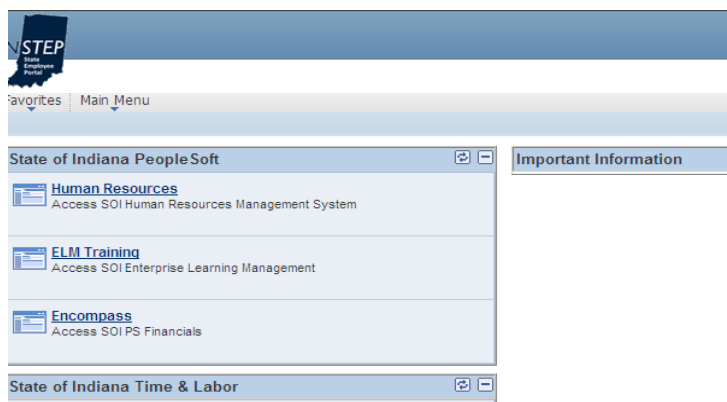 STEP
State
Employee
Portal
Favorites Main Menu
State of Indiana PeopleSoft
Important Information
Human Resources
Access SOI Human Resources Management System
ELM Training
Access SOI Enterprise Learning Management
Encompass
Access SOI PS Financials
State of Indiana Time & Labor